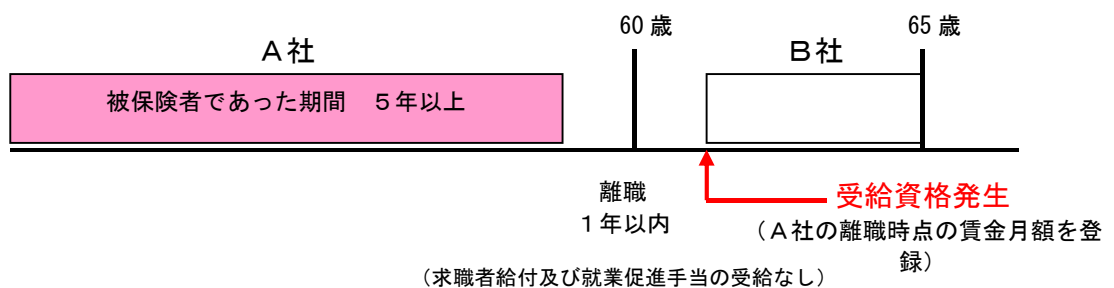 60歳
65歳
A社
B社
被保険者であった期間 5年以上
離職
1年以内
受給資格発生
(A社の離職時点の賃金月額を登
録)
(求職者給付及び就業促進手当の受給なし)